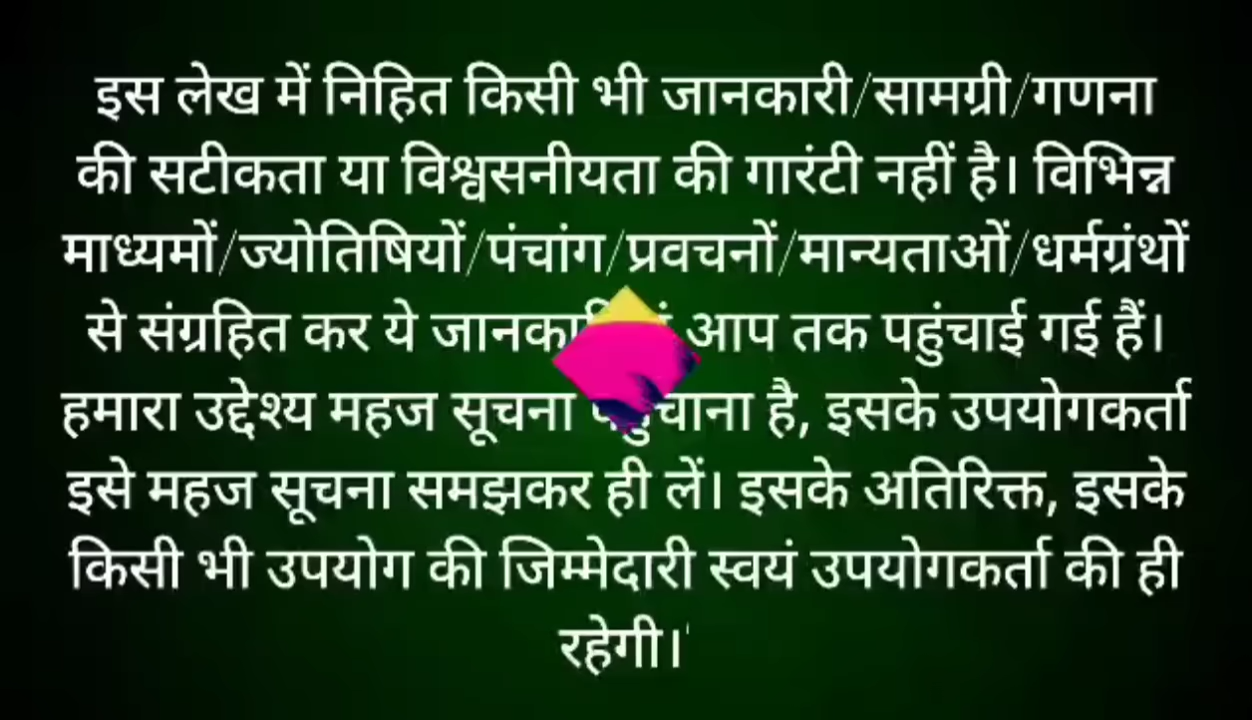 इस लेख में निहित किसी भी जानकारी/सामग्री/गणना
की सटीकता या विश्वसनीयता की गारंटी नहीं है। विभिन्न
माध्यमों/ज्योतिषियों/पंचांग/प्रवचनों/मान्यताओं/धर्मग्रंथों
से संग्रहित कर ये आप तक पहुंचाई गई हैं।
हमारा उद्देश्य महज सूचना है, इसके उपयोगकर्ता
इसे महज सूचना समझकर ही लें। इसके अतिरिक्त, इसके
किसी भी उपयोग की जिम्मेदारी स्वयं उपयोगकर्ता की ही
रहेगी।'